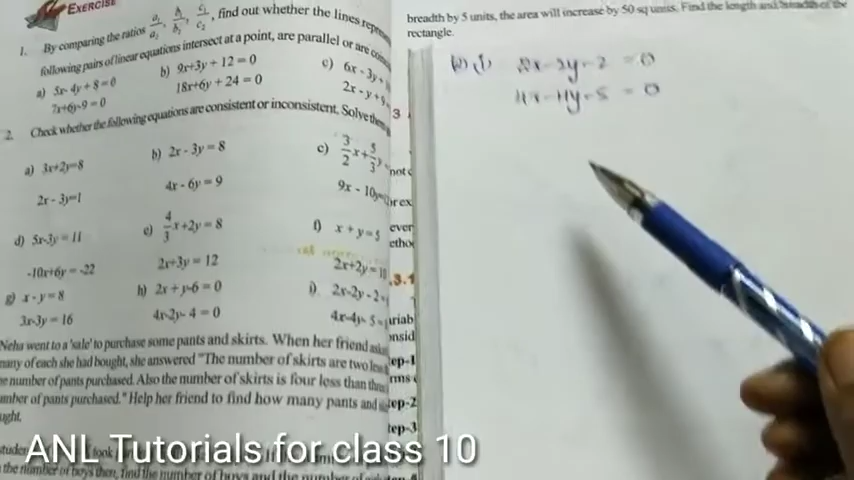 EXERCISE
1. By comparing the ratios a₁/a₂, b₁/b₂, c₁/c₂, find out whether the lines
following pairs of linear equations intersect at a point, are parallel or are
a) 5x-4y+8=0
7x+6y-9=0
b) 9x+3y+12=0
18x+6y+24=0
c) 6x-3y+
2x-y+
2. Check whether the following equations are consistent or inconsistent. Solve them
a) 3x+2y=8
2x-3y=1
b) 2x-3y=8
4x-6y=9
c) 3/2 x+5/3 y
9x-10y=
d) 5x-3y=11
-10x+6y=-22
e) 4/3 x+2y=8
2x+3y=12
f) x+y=5
2x+2y=10
g) x-y=8
3x-3y=16
h) 2x+y-6=0
4x-2y-4=0
i) 2x-2y-2=
4x-4y-5=
Neha went to a 'sale' to purchase some pants and skirts. When her friend
many of each she had bought, she answered "The number of skirts are two less
number of pants purchased. Also the number of skirts is four less than
number of pants purchased." Help her friend to find how many pants and
breadth by 5 units, the area will increase by 50 sq units. Find the length and breadth of the
rectangle.
2x-2y-2=0
4x-4y-5=0
3
.3.1
ANL Tutorials for class 10